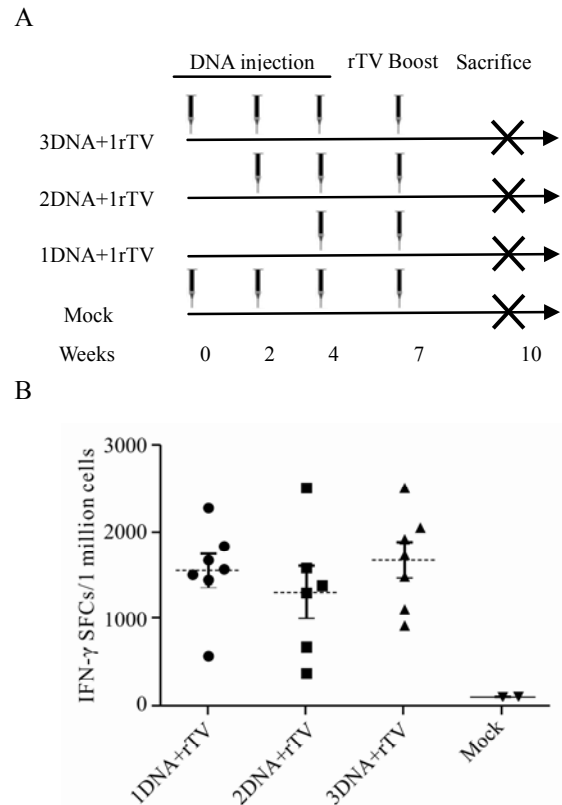 A
DNA injection rTV Boost Sacrifice
3DNA+1rTV
2DNA+1rTV
1DNA+1rTV
Mock
Weeks 0 2 4 7 10
B
IFN-γ SFCs/1 million cells
3000
2000
1000
0
1DNA+rTV 2DNA+rTV 3DNA+rTV Mock